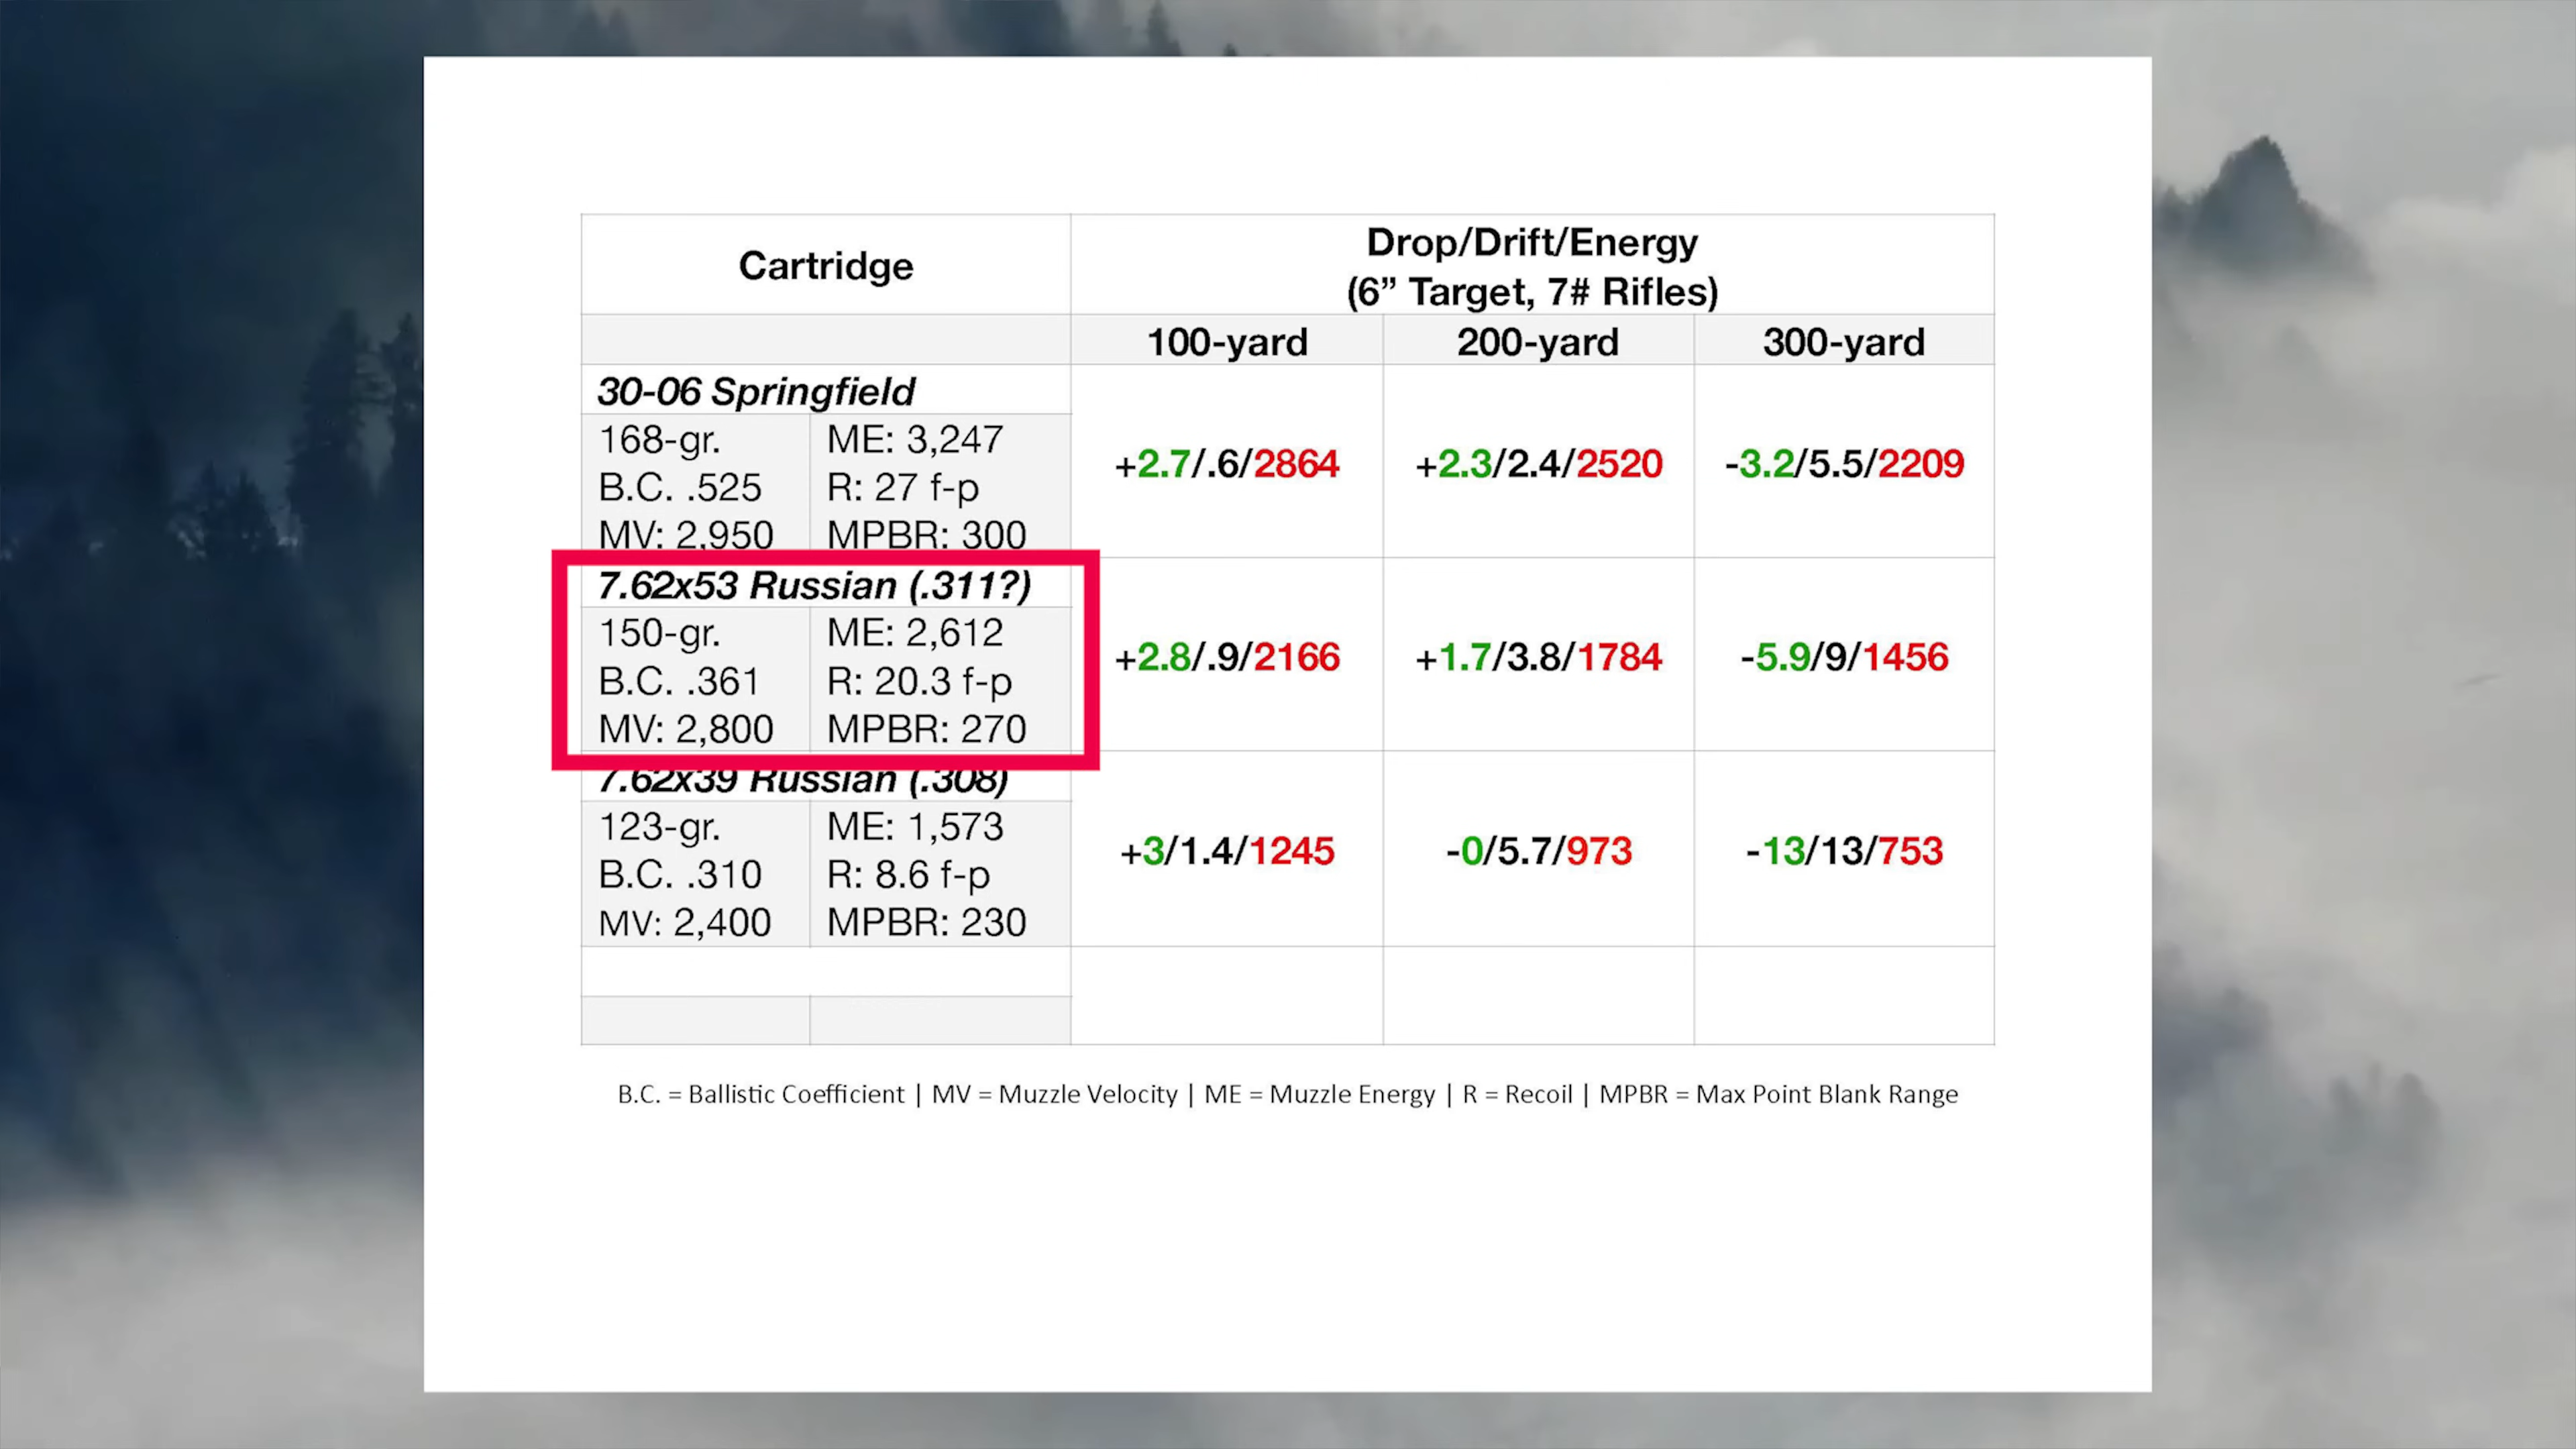 Cartridge
Drop/Drift/Energy
(6” Target, 7# Rifles)
100-yard
200-yard
300-yard
30-06 Springfield
168-gr.
B.C. .525
MV: 2,950
ME: 3,247
R: 27 f-p
MPBR: 300
+2.7/.6/2864
+2.3/2.4/2520
-3.2/5.5/2209
7.62x53 Russian (.311?)
150-gr.
B.C. .361
MV: 2,800
ME: 2,612
R: 20.3 f-p
MPBR: 270
+2.8/.9/2166
+1.7/3.8/1784
-5.9/9/1456
7.62x39 Russian (.308)
123-gr.
B.C. .310
MV: 2,400
ME: 1,573
R: 8.6 f-p
MPBR: 230
+3/1.4/1245
-0/5.7/973
-13/13/753
B.C. = Ballistic Coefficient | MV = Muzzle Velocity | ME = Muzzle Energy | R = Recoil | MPBR = Max Point Blank Range